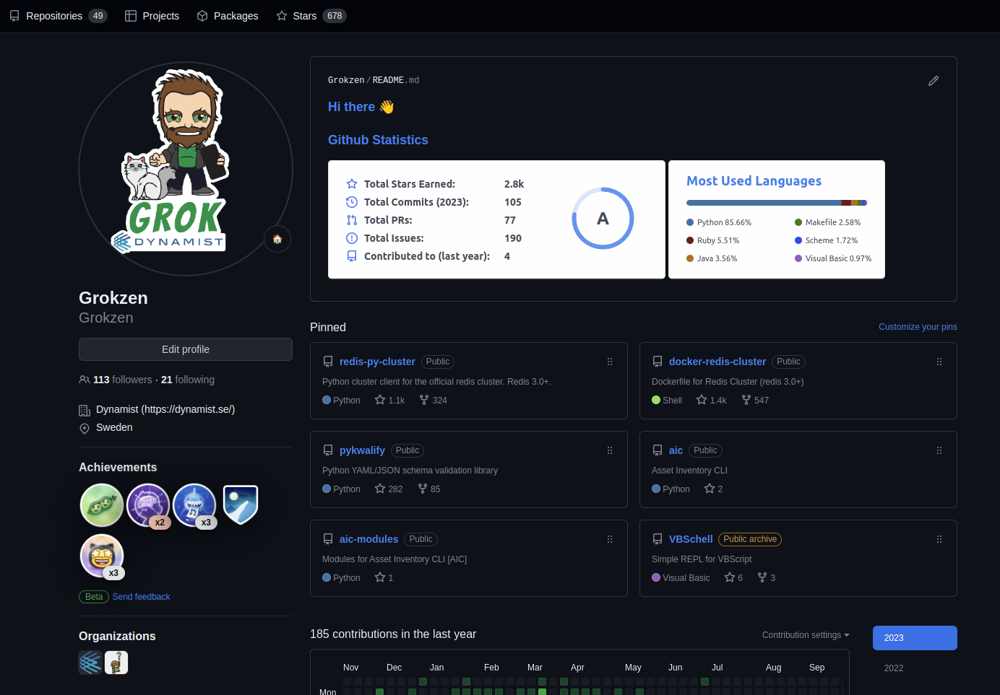 Repositories 49 Projects Packages Stars 678
Grokzen/README.md
Hi there 👋
Github Statistics
Total Stars Earned: 2.8k
Total Commits (2023): 105
Total PRs: 77
Total Issues: 190
Contributed to (last year): 4
A
Most Used Languages
Python 85.66%
Makefile 2.58%
Ruby 5.51%
Scheme 1.72%
Java 3.56%
Visual Basic 0.97%
GROK
DYNAMIST
Grokzen
Grokzen
Edit profile
113 followers · 21 following
Dynamist (https://dynamist.se/)
Sweden
Achievements
x2
x3
x3
Beta Send feedback
Organizations
Pinned
Customize your pins
redis-py-cluster Public
Python cluster client for the official redis cluster. Redis 3.0+.
Python 1.1k 324
docker-redis-cluster Public
Dockerfile for Redis Cluster (redis 3.0+)
Shell 1.4k 547
pykwalify Public
Python YAML/JSON schema validation library
Python 282 85
aic Public
Asset Inventory CLI
Python 2
aic-modules Public
Modules for Asset Inventory CLI [AIC]
Python 1
VBSchell Public archive
Simple REPL for VBScript
Visual Basic 6 3
185 contributions in the last year
Contribution settings
2023
2022
Nov Dec Jan Feb Mar Apr May Jun Jul Aug Sep
Mon